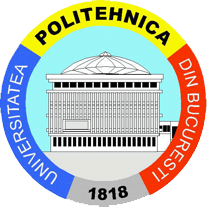 UNIVERSITATEA
POLITEHNICA
DIN BUCURESTI
1818